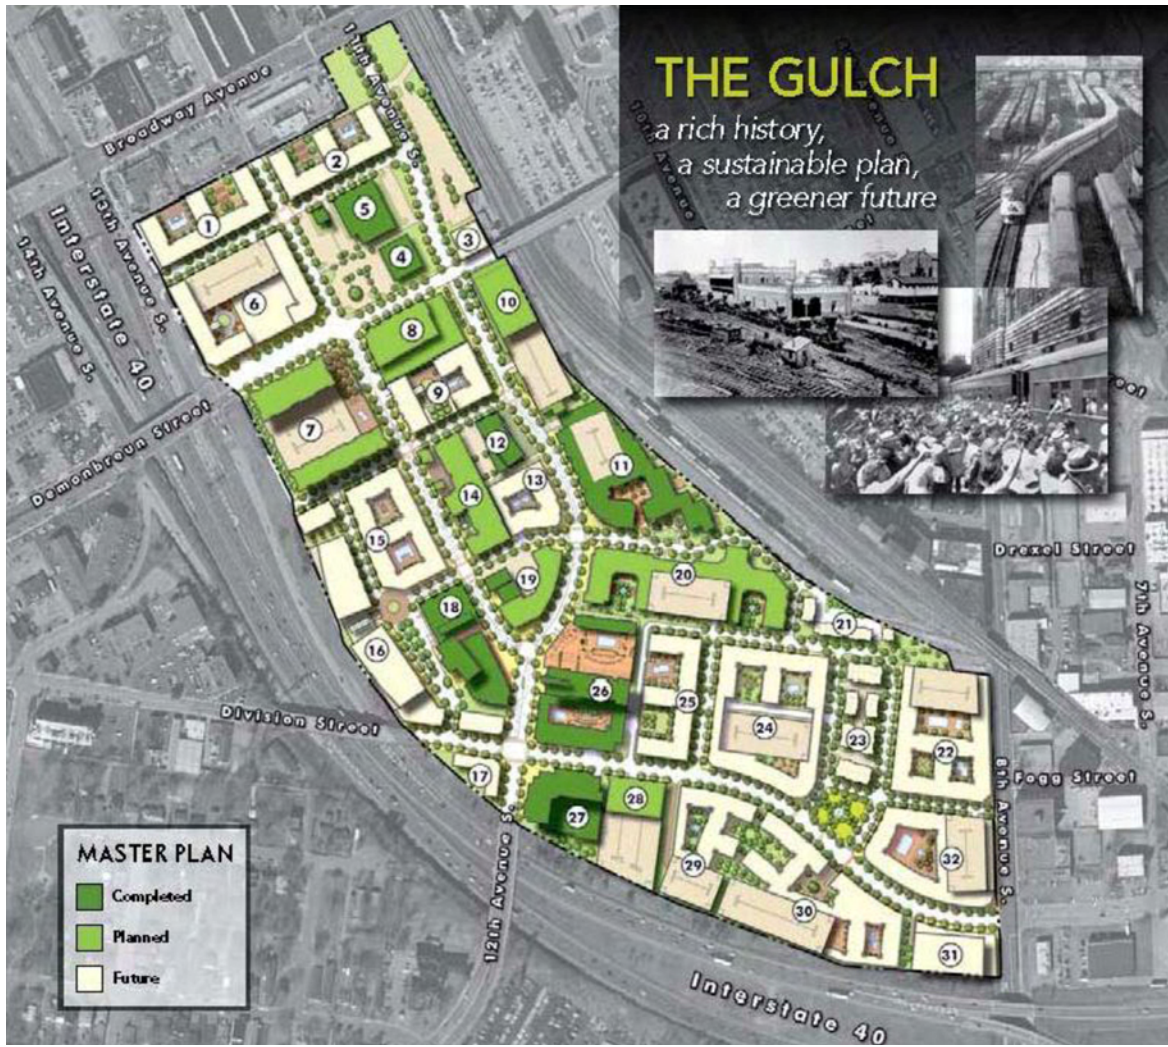 THE GULCH
a rich history,
a sustainable plan,
a greener future
11th Avenue S.
Broadway Avenue
13th Avenue S.
Interstate 40
14th Avenue S.
Demonbreun Street
10th Avenue
Drexel Street
7th Avenue S.
Division Street
Fogg Street
8th Avenue S.
12th Avenue S.
Interstate 40
1
2
3
4
5
6
7
8
9
10
11
12
13
14
15
16
17
18
19
20
21
22
23
24
25
26
27
28
29
30
31
32
MASTER PLAN
Completed
Planned
Future